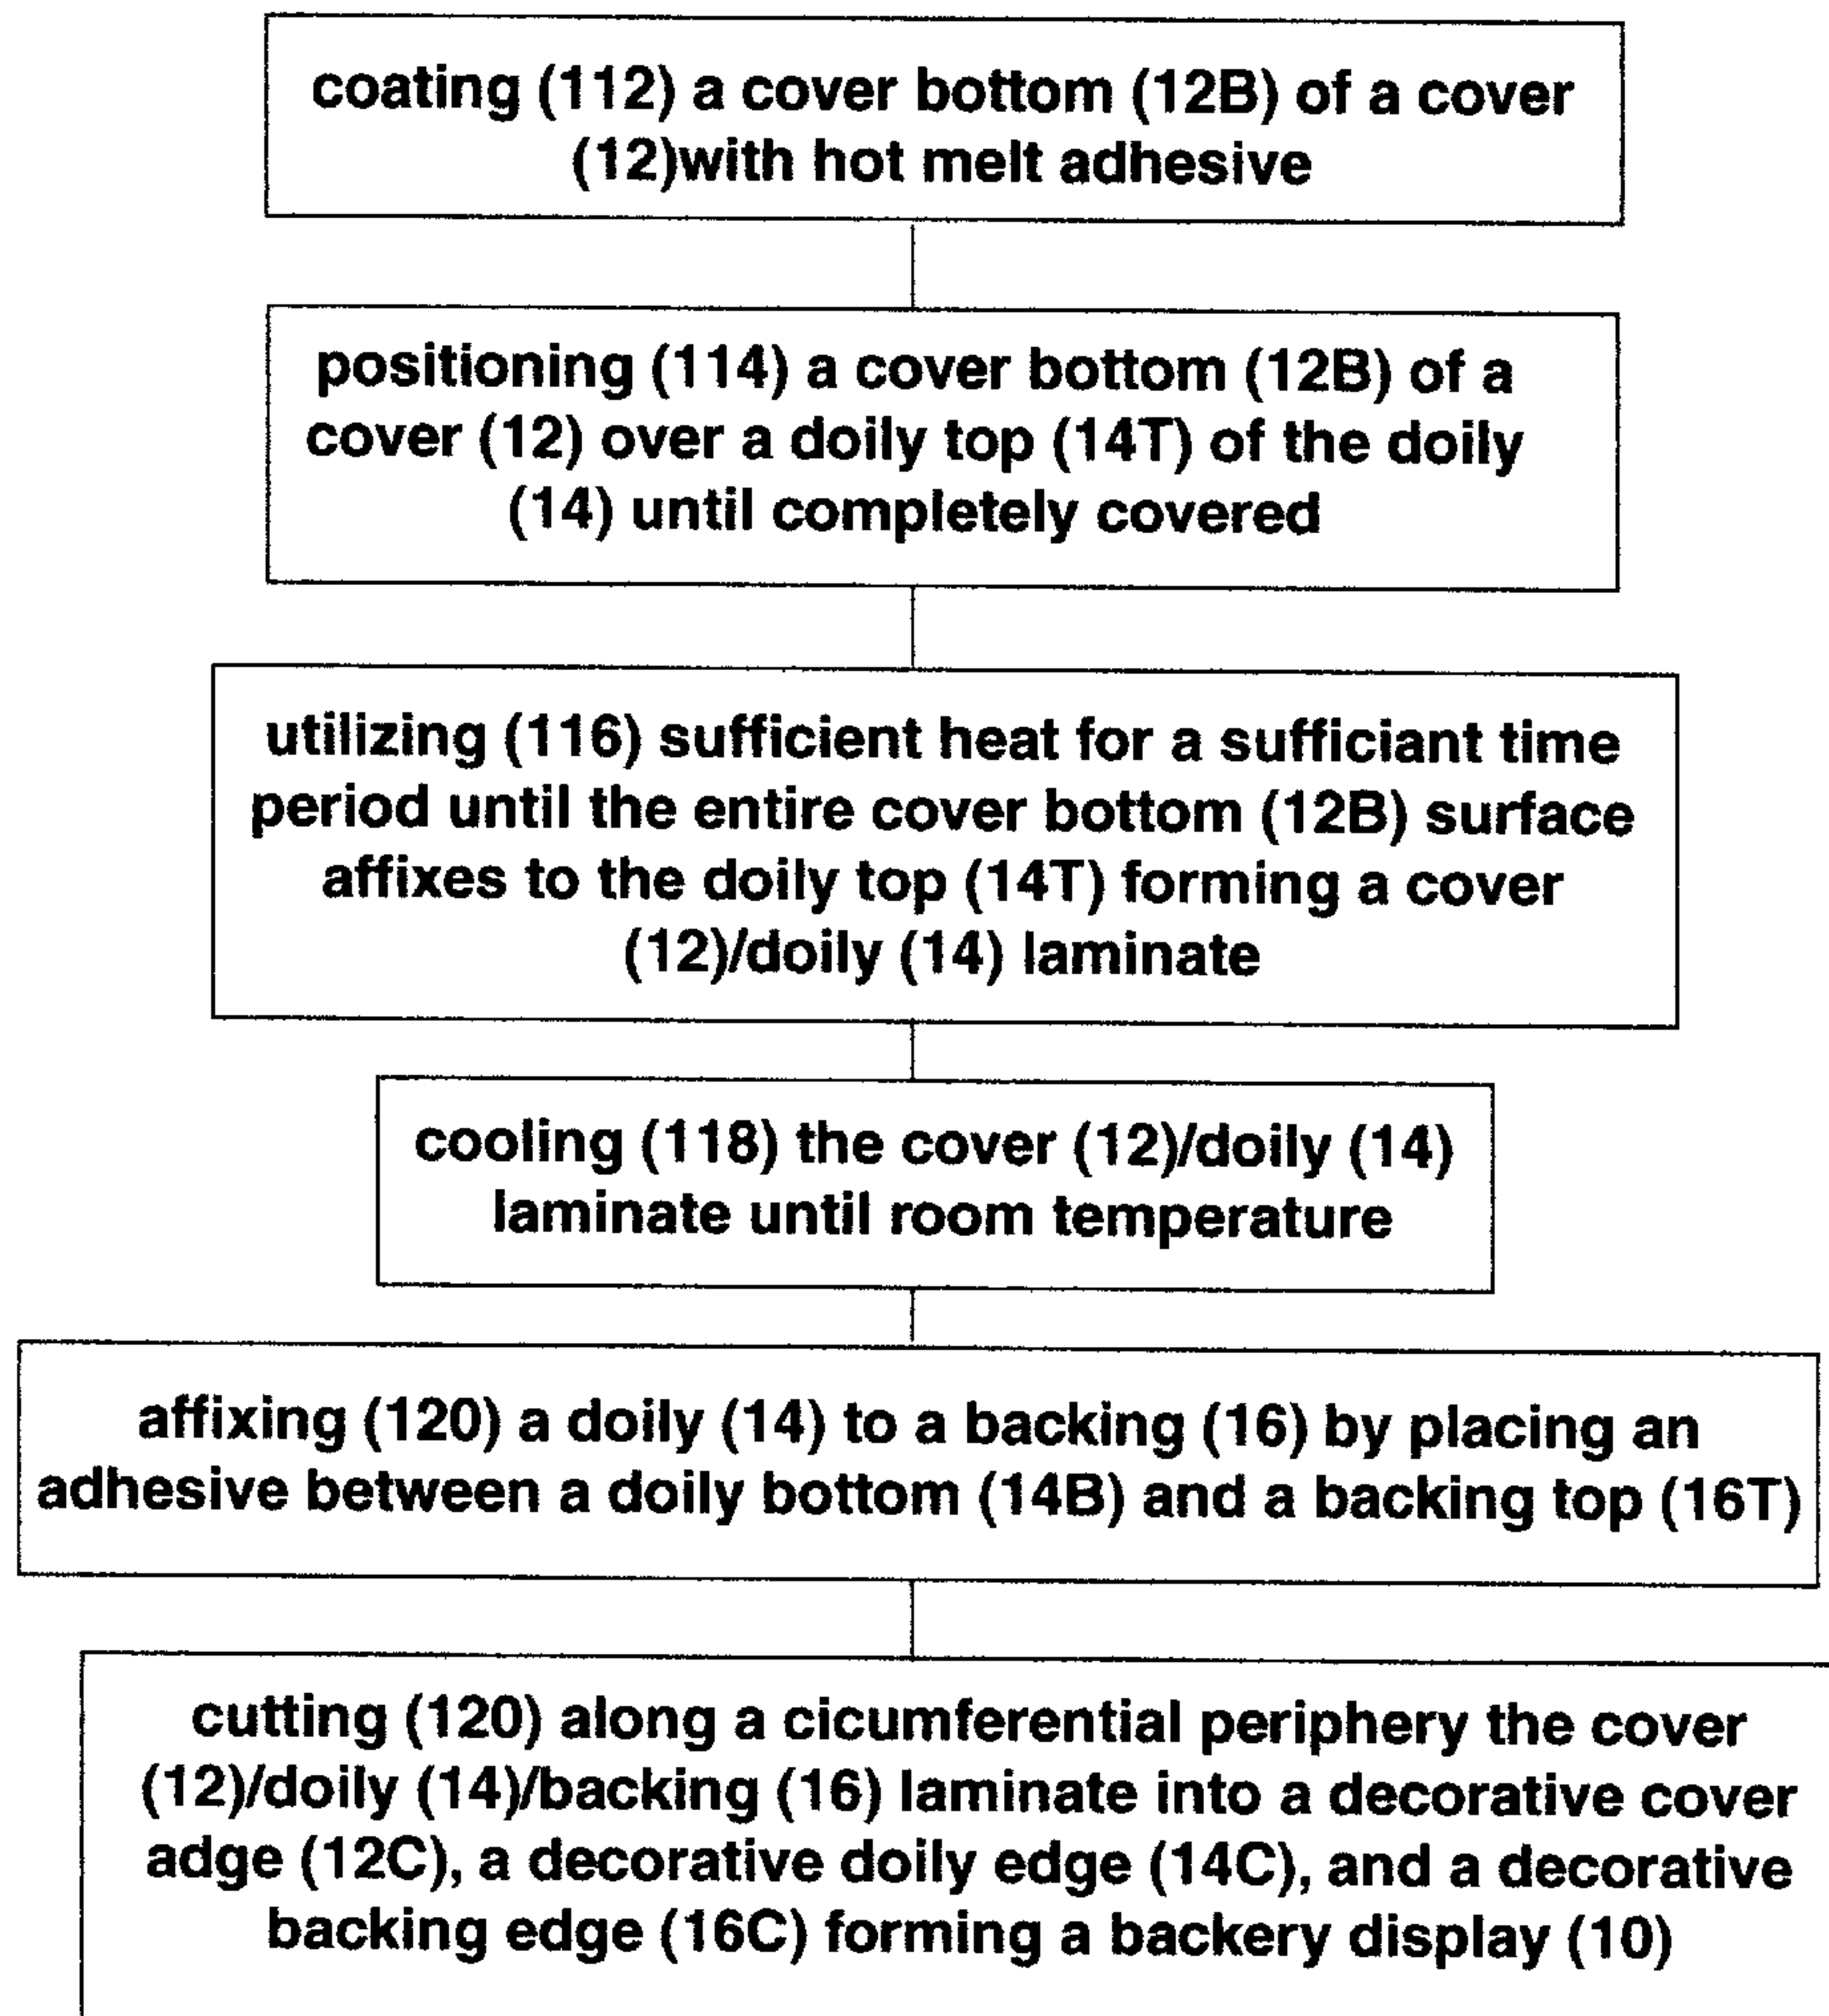 coating (112) a cover bottom (12B) of a cover
(12)with hot melt adhesive
positioning (114) a cover bottom (12B) of a
cover (12) over a doily top (14T) of the doily
(14) until completely covered
utilizing (116) sufficient heat for a sufficiant time
period until the entire cover bottom (12B) surface
affixes to the doily top (14T) forming a cover
(12)/doily (14) laminate
cooling (118) the cover (12)/doily (14)
laminate until room temperature
affixing (120) a doily (14) to a backing (16) by placing an
adhesive between a doily bottom (14B) and a backing top (16T)
cutting (120) along a cicumferential periphery the cover
(12)/doily (14)/backing (16) laminate into a decorative cover
adge (12C), a decorative doily edge (14C), and a decorative
backing edge (16C) forming a backery display (10)